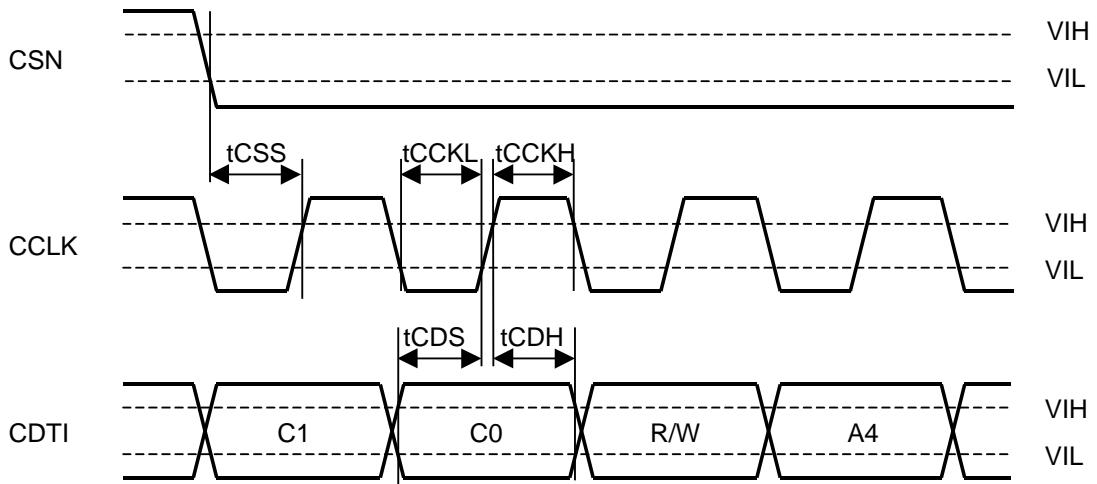 CSN
VIH
VIL
tCSS
tCCKL
tCCKH
CCLK
VIH
VIL
tCDS
tCDH
CDTI
C1
C0
R/W
A4
VIH
VIL